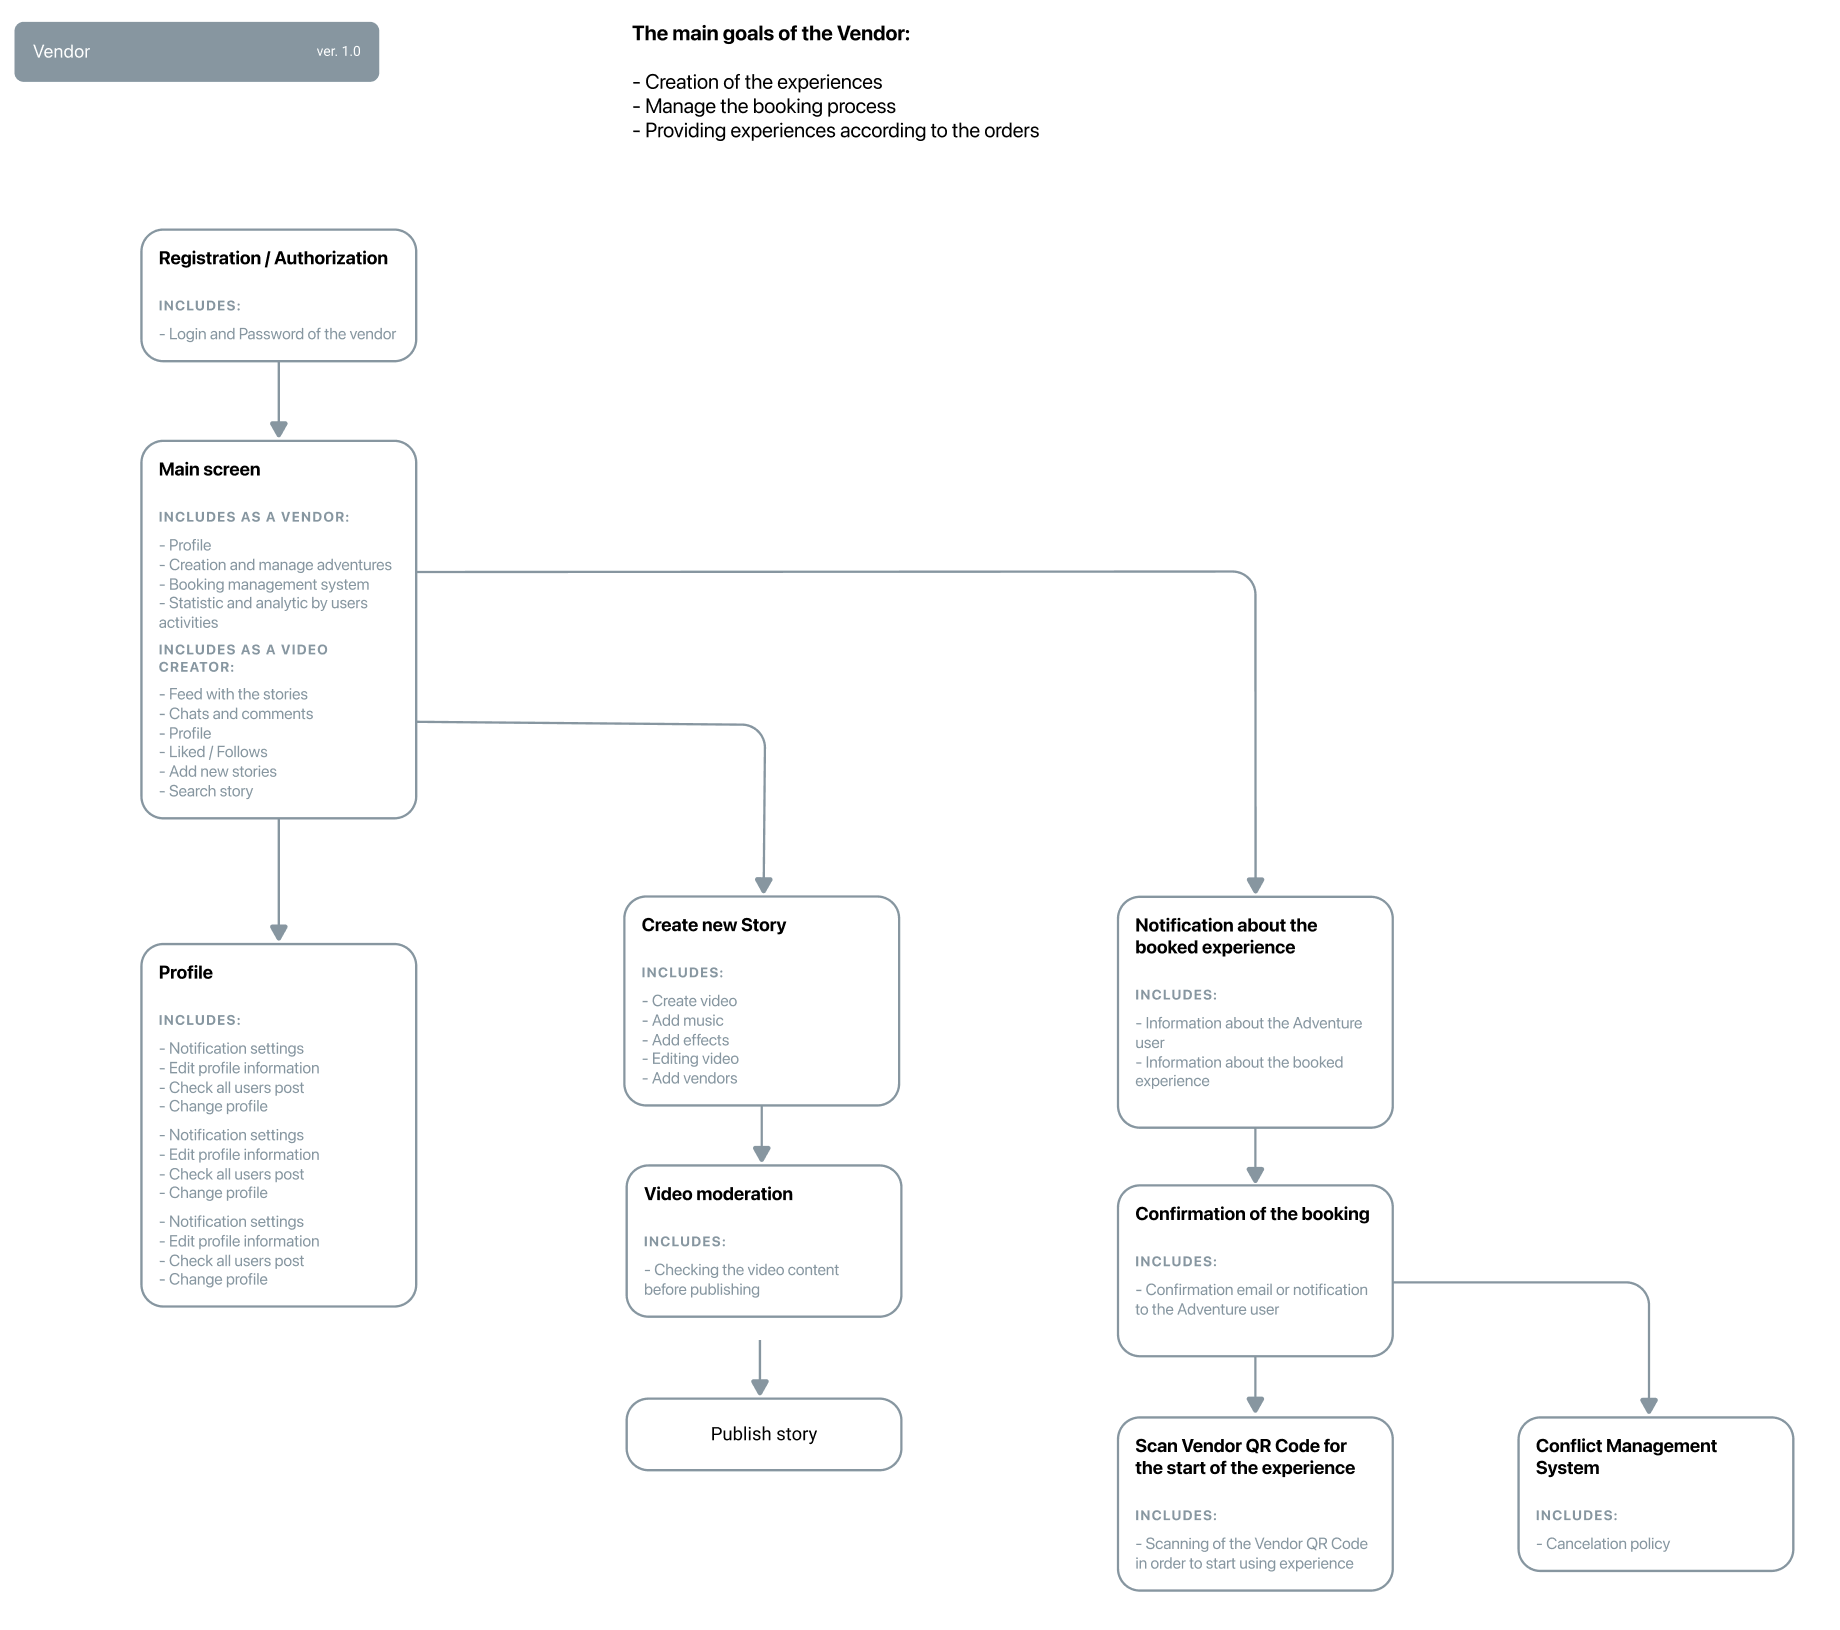 Vendor
ver. 1.0
The main goals of the Vendor:
- Creation of the experiences
- Manage the booking process
- Providing experiences according to the orders
Registration / Authorization
INCLUDES:
- Login and Password of the vendor
Main screen
INCLUDES AS A VENDOR:
- Profile
- Creation and manage adventures
- Booking management system
- Statistic and analytic by users
activities
INCLUDES AS A VIDEO
CREATOR:
- Feed with the stories
- Chats and comments
- Profile
- Liked / Follows
- Add new stories
- Search story
Profile
INCLUDES:
- Notification settings
- Edit profile information
- Check all users post
- Change profile
- Notification settings
- Edit profile information
- Check all users post
- Change profile
- Notification settings
- Edit profile information
- Check all users post
- Change profile
Create new Story
INCLUDES:
- Create video
- Add music
- Add effects
- Editing video
- Add vendors
Video moderation
INCLUDES:
- Checking the video content
before publishing
Publish story
Notification about the
booked experience
INCLUDES:
- Information about the Adventure
user
- Information about the booked
experience
Confirmation of the booking
INCLUDES:
- Confirmation email or notification
to the Adventure user
Scan Vendor QR Code for
the start of the experience
INCLUDES:
- Scanning of the Vendor QR Code
in order to start using experience
Conflict Management
System
INCLUDES:
- Cancelation policy